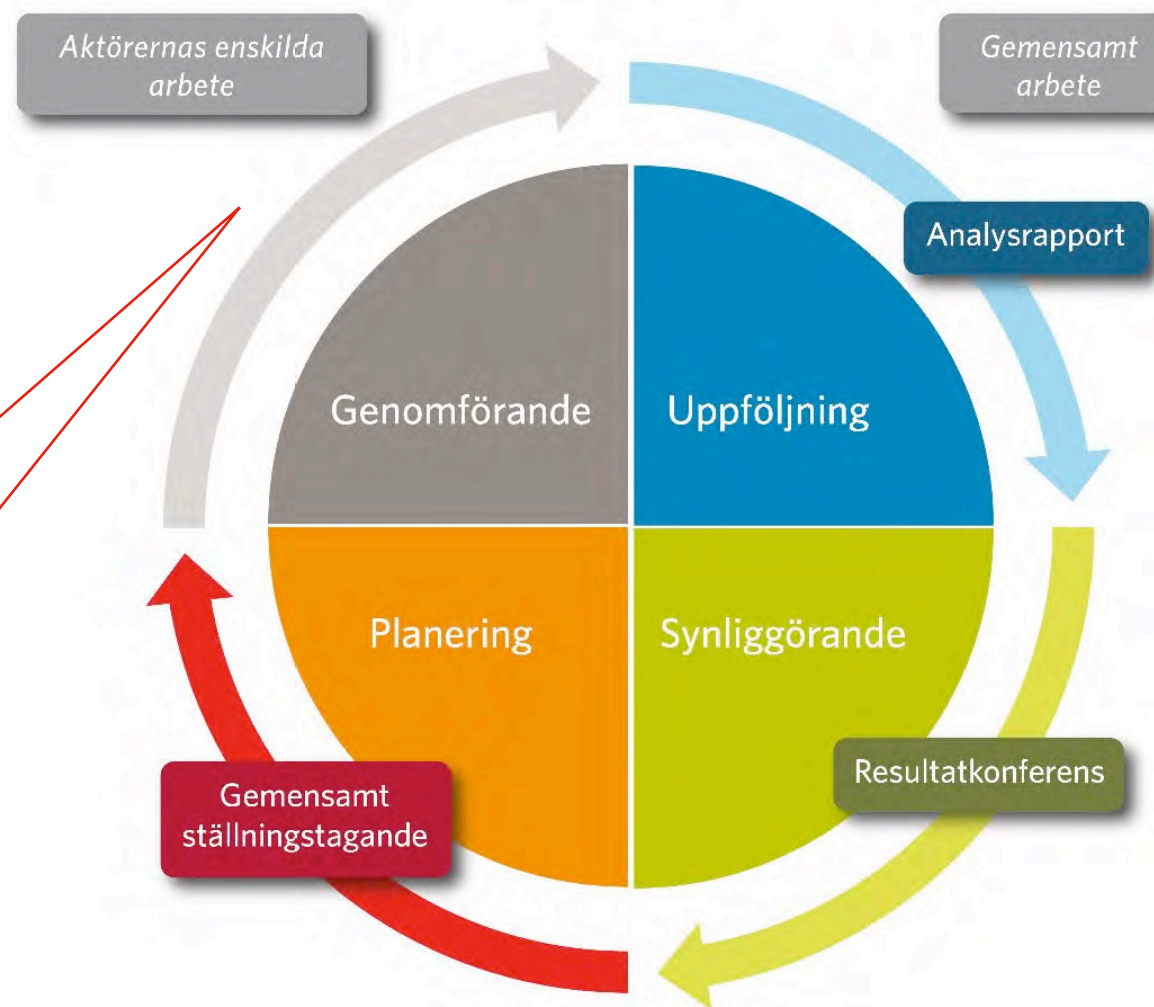 Aktörernas enskilda
arbete
Gemensamt
arbete
Analysrapport
Genomförande
Uppföljning
Planering
Synliggörande
Resultatkonferens
Gemensamt
ställningstagande